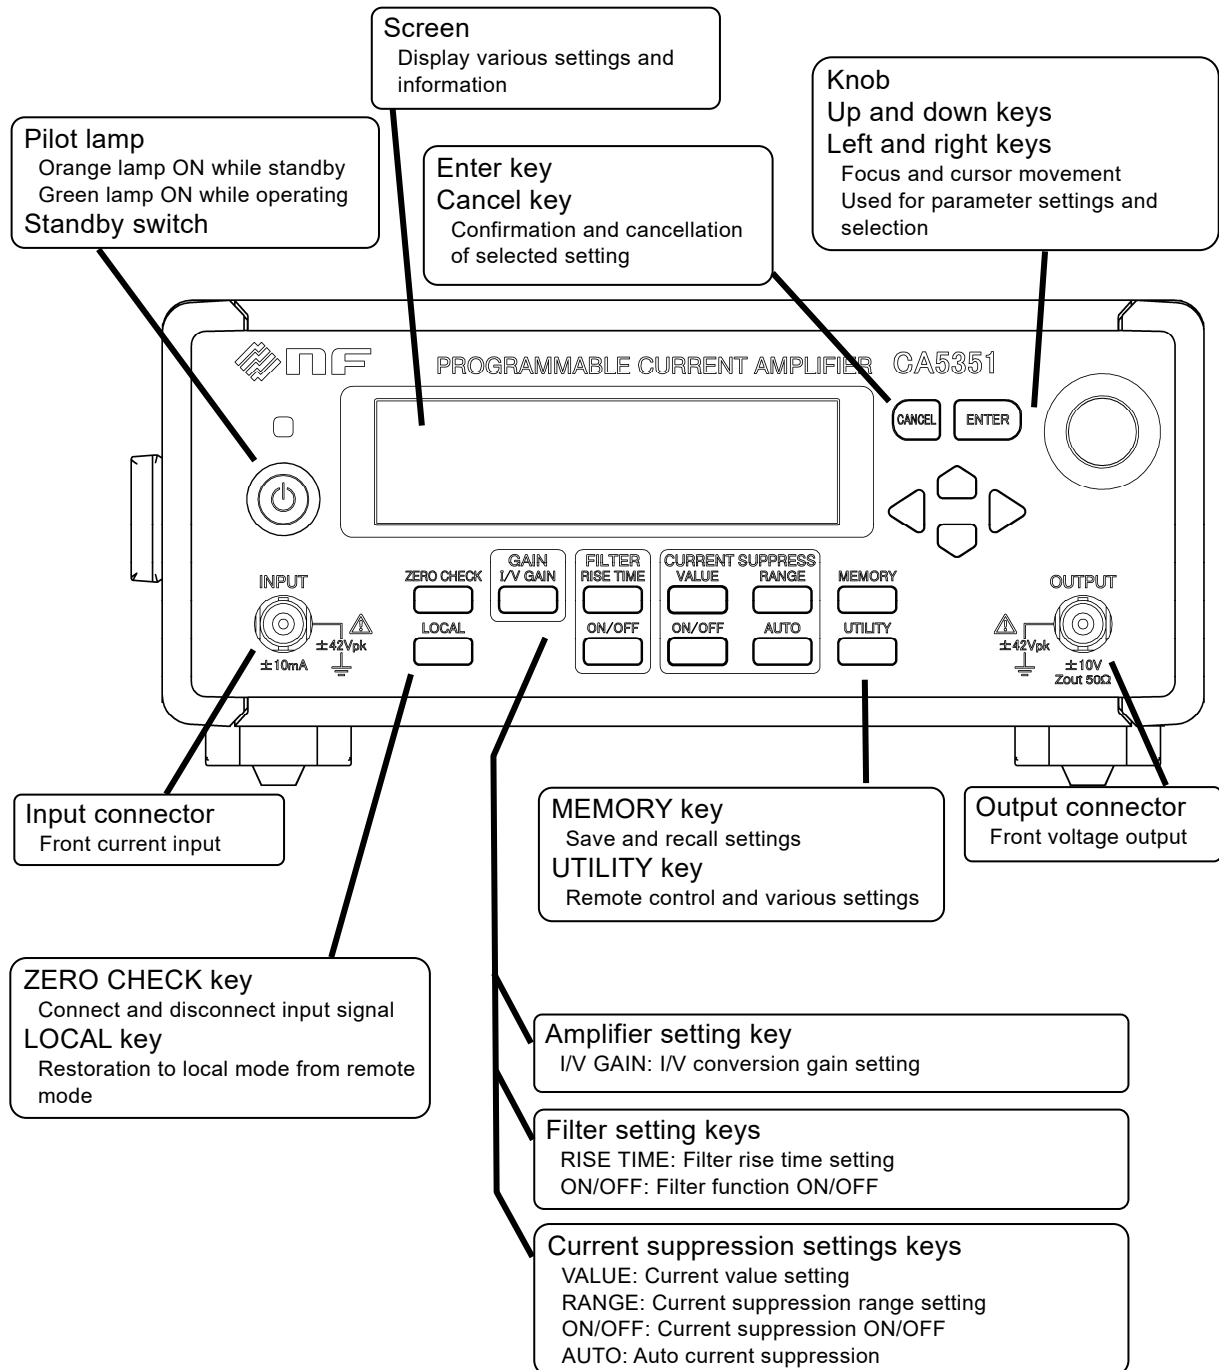 Screen
Display various settings and
information
Knob
Up and down keys
Left and right keys
Focus and cursor movement
Used for parameter settings and
selection
Pilot lamp
Orange lamp ON while standby
Green lamp ON while operating
Standby switch
Enter key
Cancel key
Confirmation and cancellation
of selected setting
NF
PROGRAMMABLE CURRENT AMPLIFIER CA5351
CANCEL
ENTER
GAIN
I/V GAIN
FILTER
RISE TIME
CURRENT SUPPRESS
VALUE
RANGE
ZERO CHECK
MEMORY
LOCAL
ON/OFF
ON/OFF
AUTO
UTILITY
INPUT
±42Vpk
±10mA
OUTPUT
±42Vpk
±10V
Zout 50Ω
Input connector
Front current input
MEMORY key
Save and recall settings
UTILITY key
Remote control and various settings
Output connector
Front voltage output
ZERO CHECK key
Connect and disconnect input signal
LOCAL key
Restoration to local mode from remote
mode
Amplifier setting key
I/V GAIN: I/V conversion gain setting
Filter setting keys
RISE TIME: Filter rise time setting
ON/OFF: Filter function ON/OFF
Current suppression settings keys
VALUE: Current value setting
RANGE: Current suppression range setting
ON/OFF: Current suppression ON/OFF
AUTO: Auto current suppression